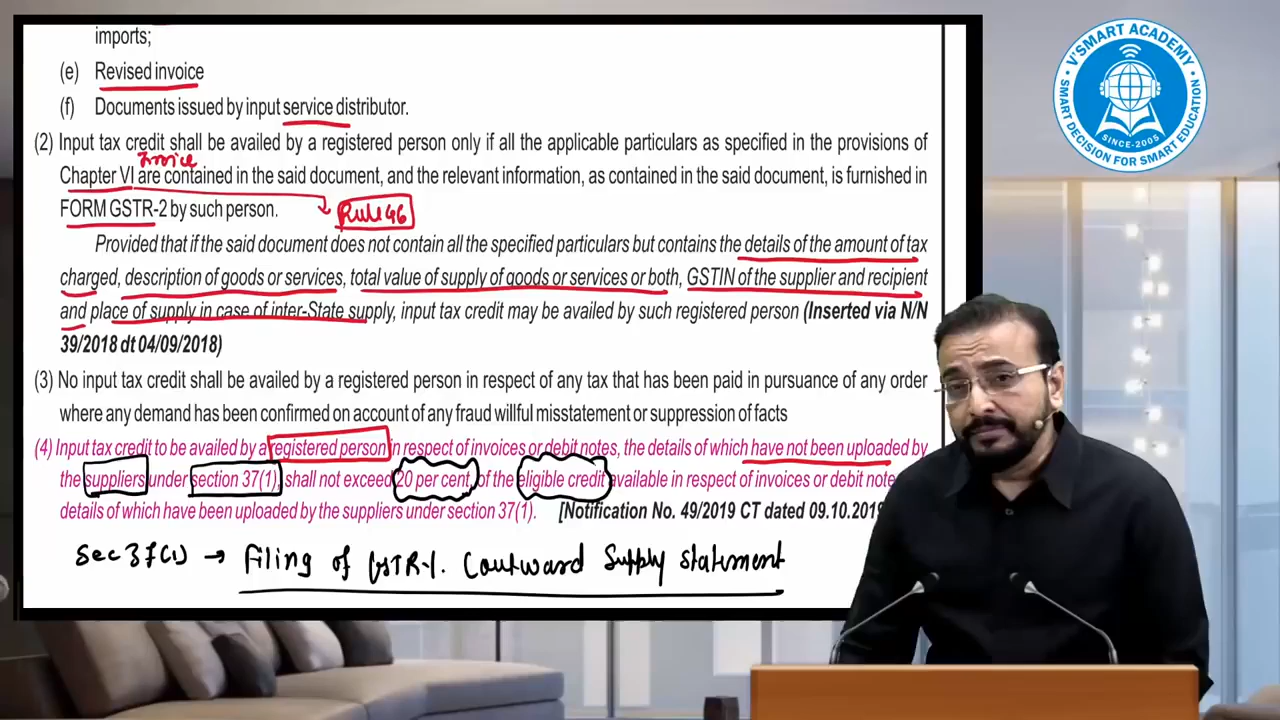 imports;
(e) Revised invoice
(f) Documents issued by input service distributor.
(2) Input tax credit shall be availed by a registered person only if all the applicable particulars as specified in the provisions of
Invoice
Chapter VI are contained in the said document, and the relevant information, as contained in the said document, is furnished in
FORM GSTR-2 by such person.
Rule 46
Provided that if the said document does not contain all the specified particulars but contains the details of the amount of tax
charged, description of goods or services, total value of supply of goods or services or both, GSTIN of the supplier and recipient
and place of supply in case of inter-State supply, input tax credit may be availed by such registered person (Inserted via N/N
39/2018 dt 04/09/2018)
(3) No input tax credit shall be availed by a registered person in respect of any tax that has been paid in pursuance of any order
where any demand has been confirmed on account of any fraud willful misstatement or suppression of facts
(4) Input tax credit to be availed by a registered person in respect of invoices or debit notes, the details of which have not been uploaded by
the suppliers under section 37(1), shall not exceed 20 per cent. of the eligible credit available in respect of invoices or debit note
details of which have been uploaded by the suppliers under section 37(1). [Notification No. 49/2019 CT dated 09.10.2019
Sec 37(1) → Filing of GSTR-1. Coutward Supply Statement
V'SMART ACADEMY
SINCE-2005
SMART DECISION FOR SMART EDUCATION